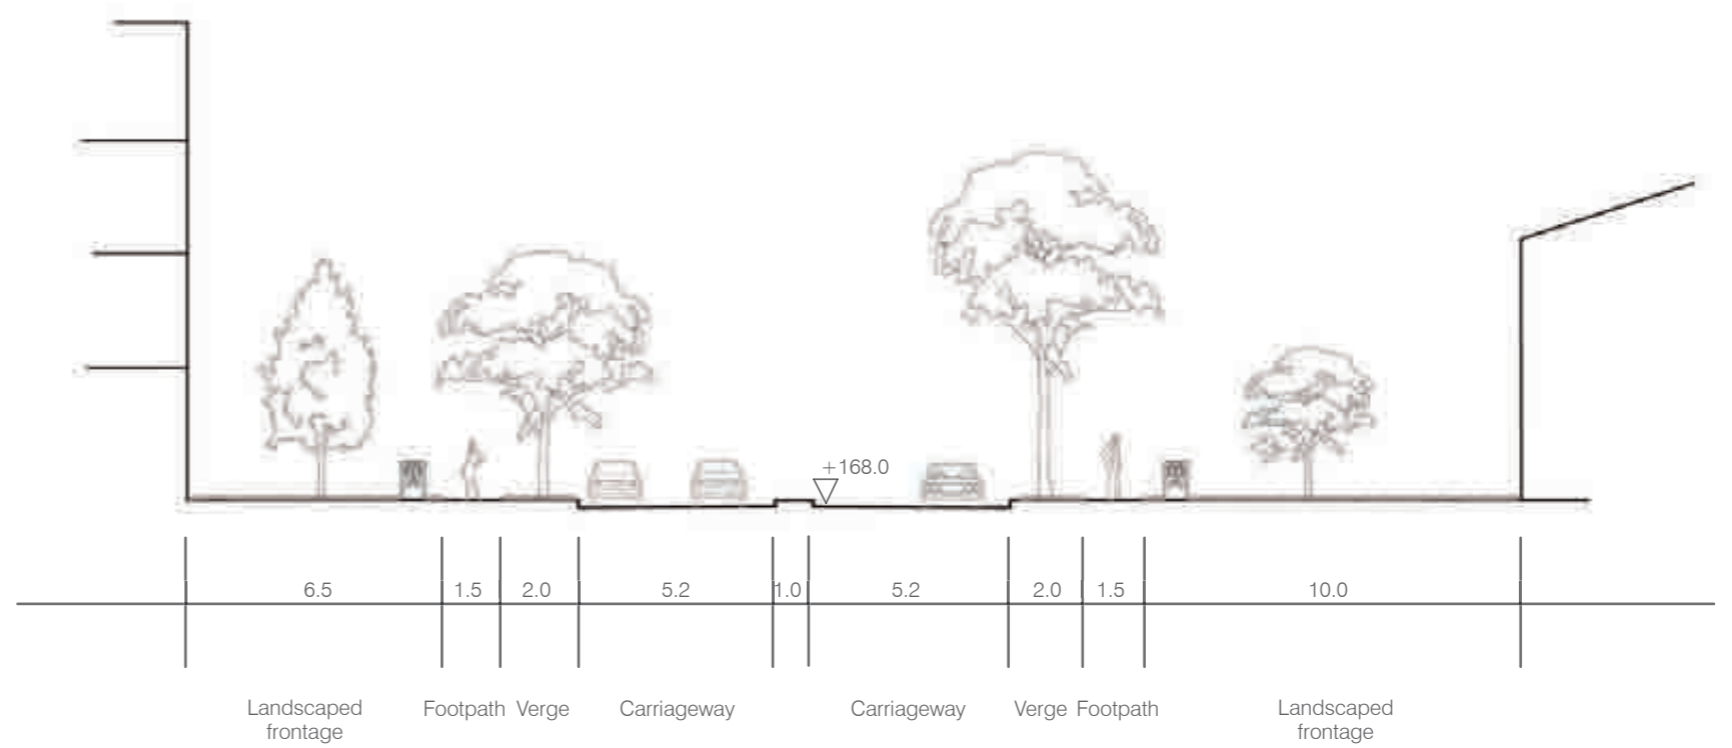 +168.0
6.5 1.5 2.0 5.2 1.0 5.2 2.0 1.5 10.0
Landscaped frontage Footpath Verge Carriageway Carriageway Verge Footpath Landscaped frontage